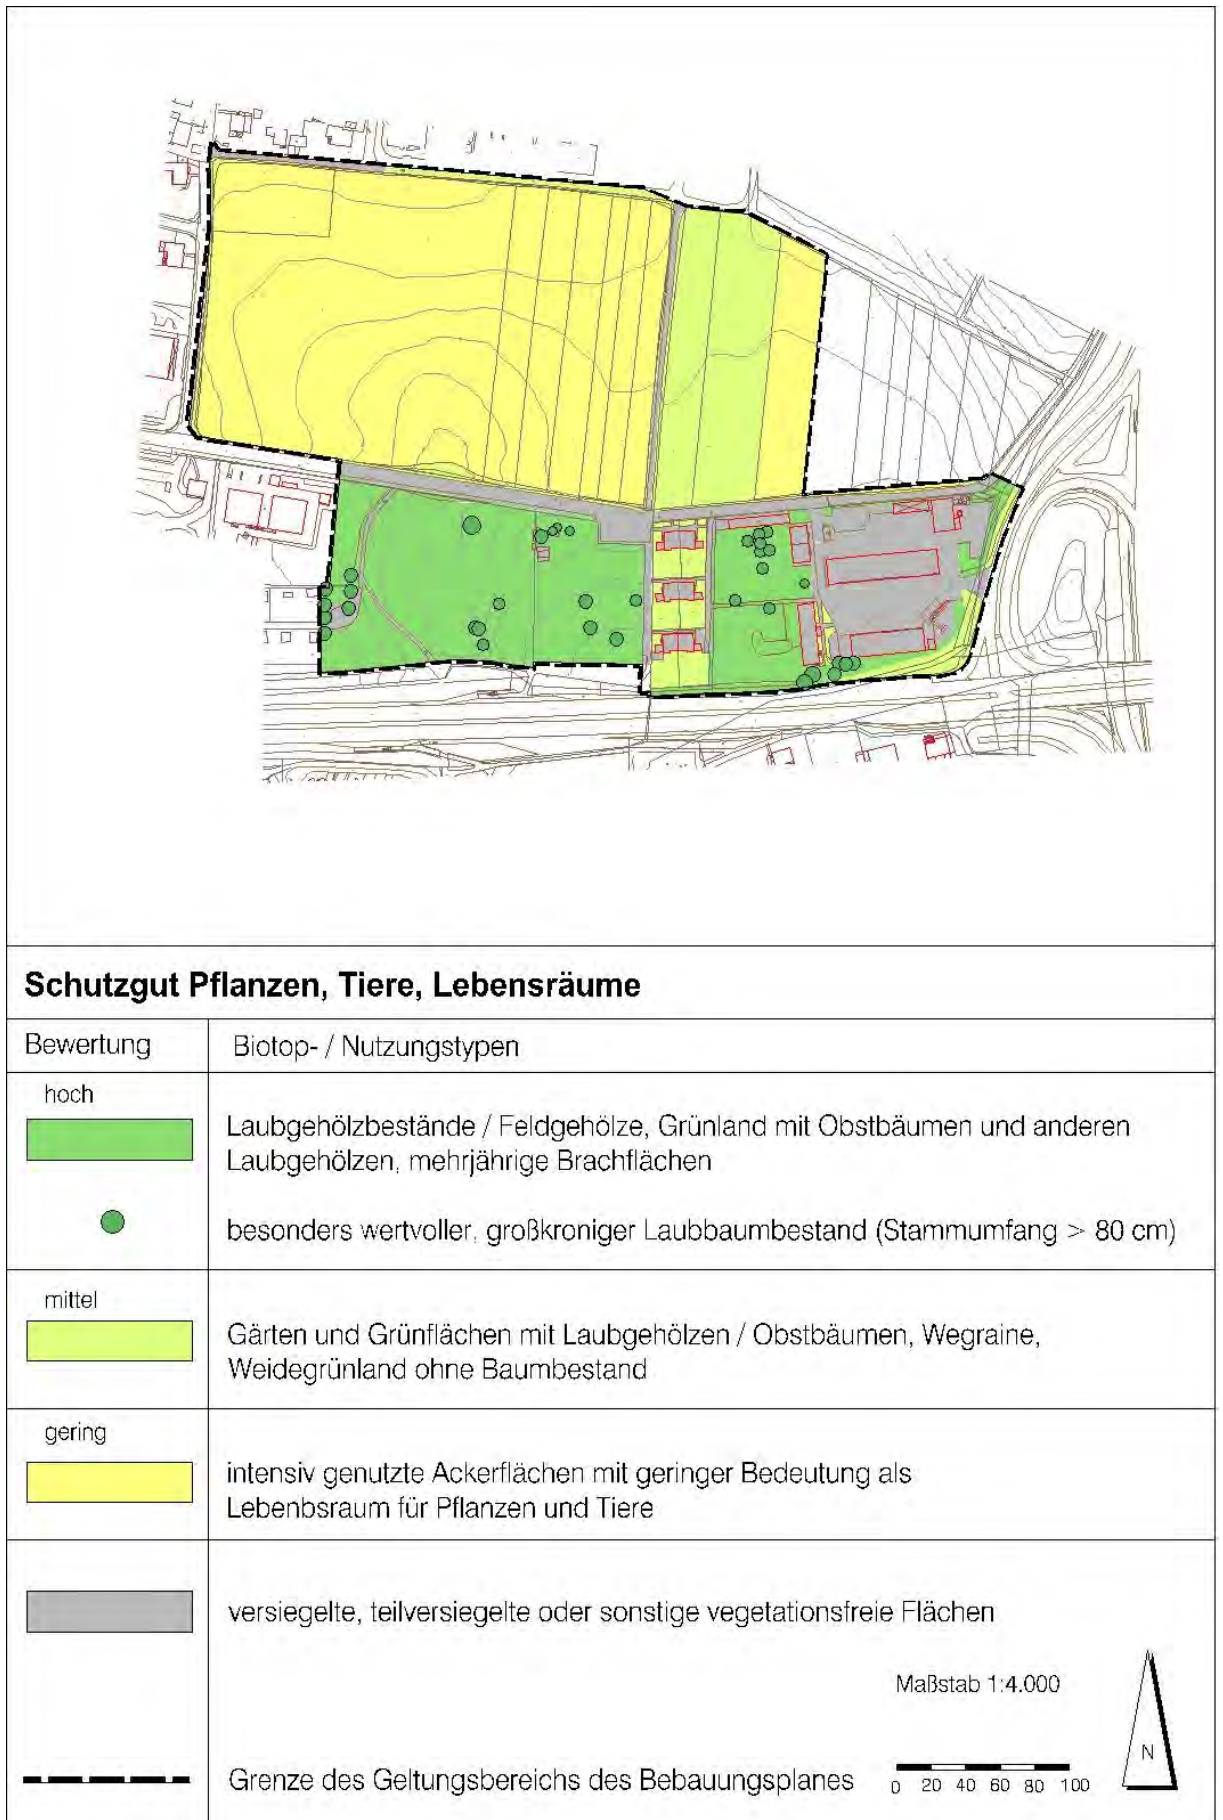 Schutzgut Pflanzen, Tiere, Lebensräume
Bewertung
Biotop- / Nutzungstypen
hoch
Laubgehölzbestände / Feldgehölze, Grünland mit Obstbäumen und anderen
Laubgehölzen, mehrjährige Brachflächen
besonders wertvoller, großkroniger Laubbaumbestand (Stammumfang > 80 cm)
mittel
Gärten und Grünflächen mit Laubgehölzen / Obstbäumen, Wegraine,
Weidegrünland ohne Baumbestand
gering
intensiv genutzte Ackerflächen mit geringer Bedeutung als
Lebenbsraum für Pflanzen und Tiere
versiegelte, teilversiegelte oder sonstige vegetationsfreie Flächen
Maßstab 1:4.000
N
Grenze des Geltungsbereichs des Bebauungsplanes
0 20 40 60 80 100